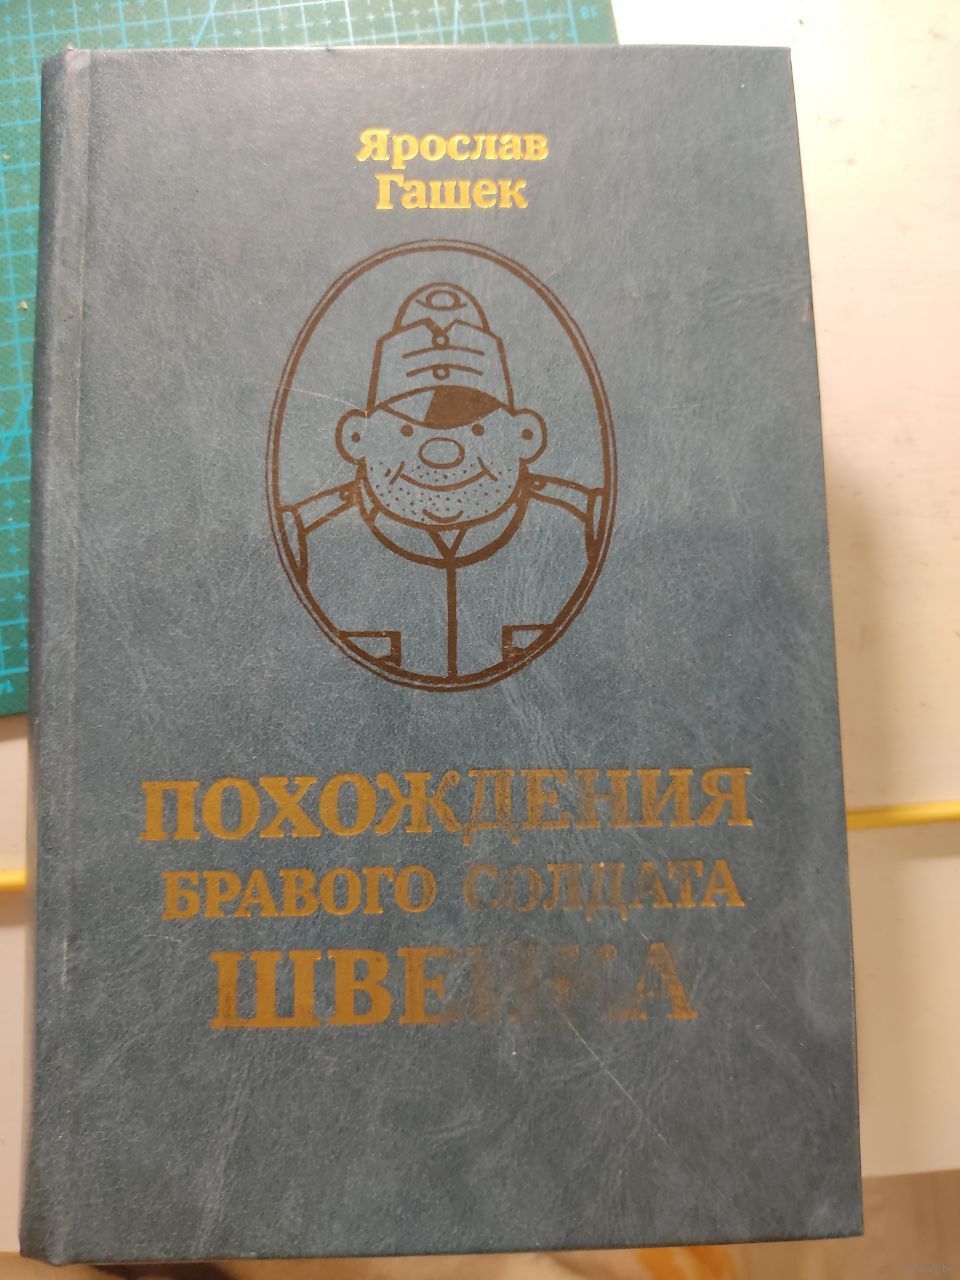 Ярослав
Гашек
ПОХОЖДЕНИЯ
БРАВОГО СОЛДАТА
ШВЕЙКА